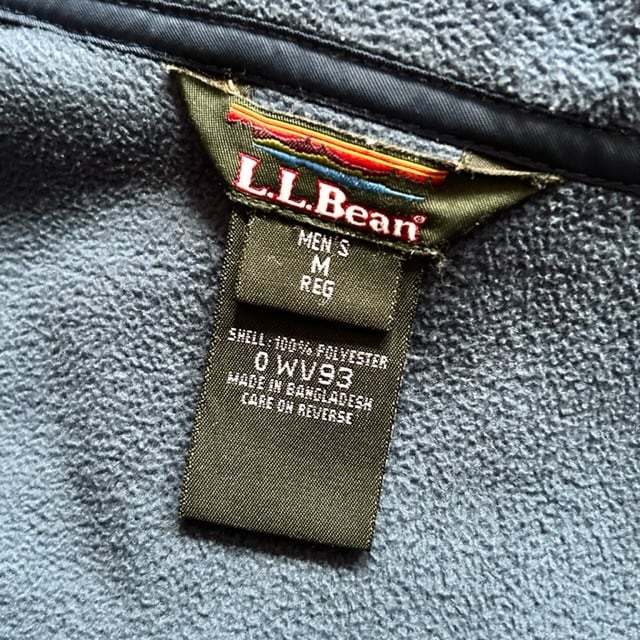 L.L.Bean®
MEN'S
M
REG
SHELL: 100% POLYESTER
0 WV93
MADE IN BANGLADESH
CARE ON REVERSE